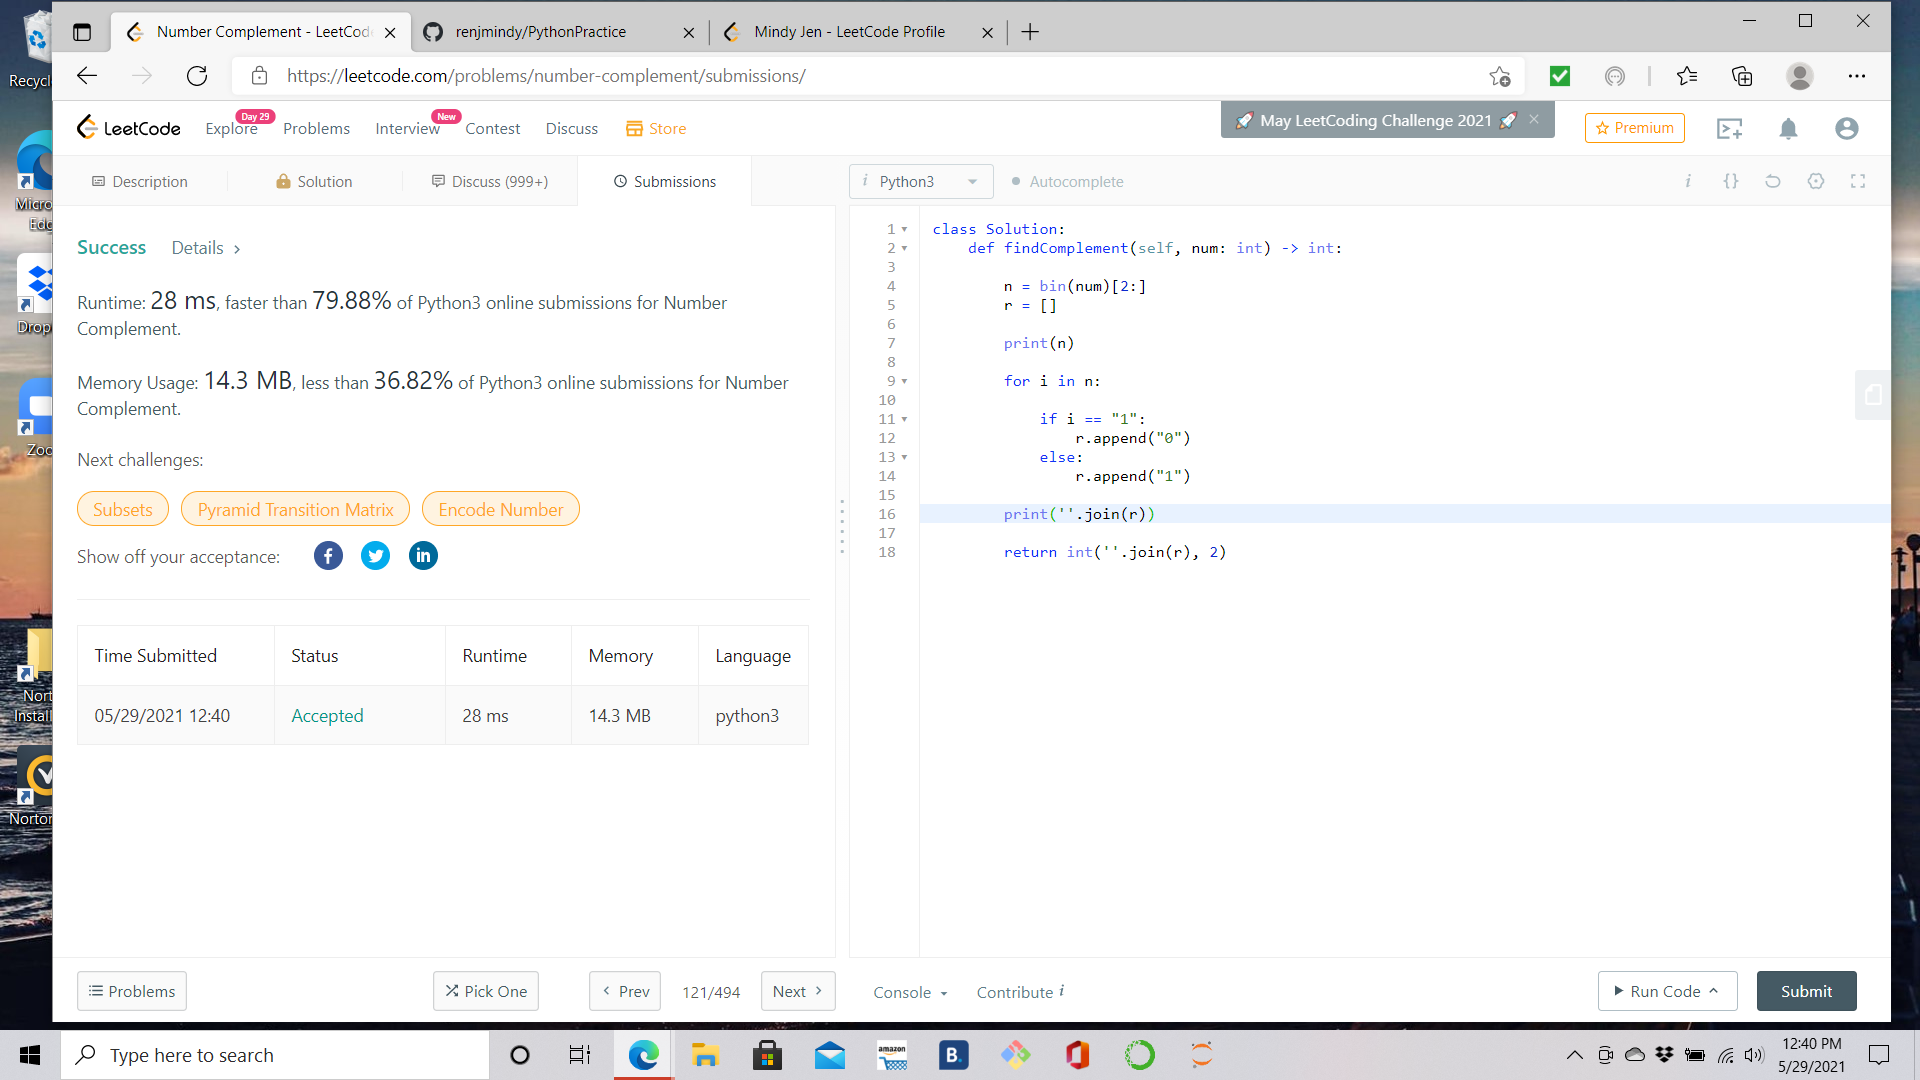 Number Complement - LeetCode
renjmindy/PythonPractice
Mindy Jen - LeetCode Profile
https://leetcode.com/problems/number-complement/submissions/
LeetCode
Explore
Day 29
Problems
Interview
New
Contest
Discuss
Store
May LeetCoding Challenge 2021
Premium
Description
Solution
Discuss (999+)
Submissions
i Python3
Autocomplete
i
{}
Success
Details
Runtime: 28 ms, faster than 79.88% of Python3 online submissions for Number
Complement.
Memory Usage: 14.3 MB, less than 36.82% of Python3 online submissions for Number
Complement.
Next challenges:
Subsets
Pyramid Transition Matrix
Encode Number
Show off your acceptance:
Time Submitted Status Runtime Memory Language
05/29/2021 12:40 Accepted 28 ms 14.3 MB python3
1 class Solution:
2 def findComplement(self, num: int) -> int:
3
4 n = bin(num)[2:]
5 r = []
6
7 print(n)
8
9 for i in n:
10
11 if i == "1":
12 r.append("0")
13 else:
14 r.append("1")
15
16 print(''.join(r))
17
18 return int(''.join(r), 2)
Problems
Pick One
Prev
121/494
Next
Console
Contribute i
Run Code
Submit
Recycl
Micro
Edg
Drop
Zoo
Nort
Install
Norton
Type here to search
amazon
B.
12:40 PM
5/29/2021